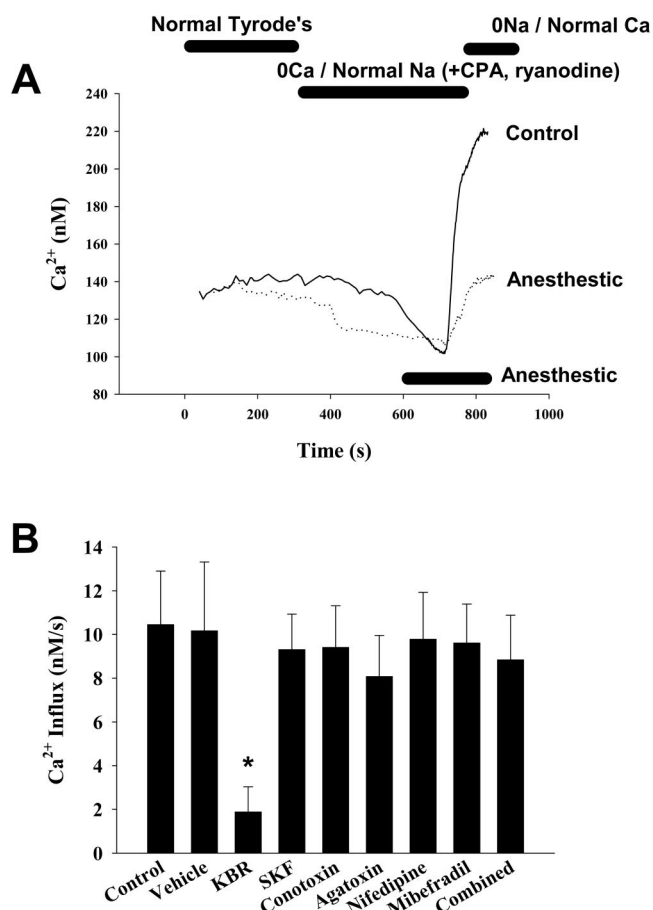 Normal Tyrode's
0Na / Normal Ca
0Ca / Normal Na (+CPA, ryanodine)
A
240
220
200
180
160
140
120
100
80
Ca2+ (nM)
Control
Anesthestic
Anesthestic
0 200 400 600 800 1000
Time (s)
B
14
12
10
8
6
4
2
0
Ca2+ Influx (nM/s)
*
Control Vehicle KBR SKF Conotoxin Agatoxin Nifedipine Mibefradil Combined